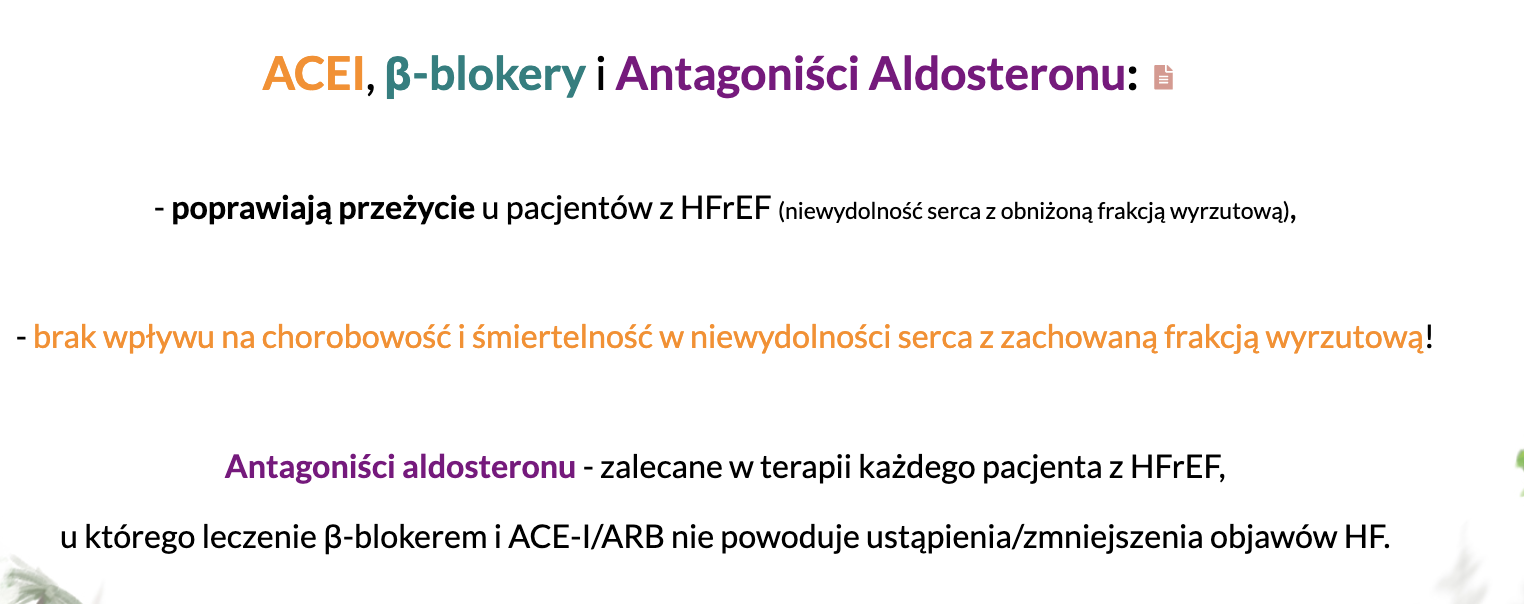 ACEI, β-blokery i Antagoniści Aldosteronu:
- poprawiają przeżycie u pacjentów z HFrEF (niewydolność serca z obniżoną frakcją wyrzutową),
- brak wpływu na chorobowość i śmiertelność w niewydolności serca z zachowaną frakcją wyrzutową!
Antagoniści aldosteronu - zalecane w terapii każdego pacjenta z HFrEF,
u którego leczenie β-blokerem i ACE-I/ARB nie powoduje ustąpienia/zmniejszenia objawów HF.